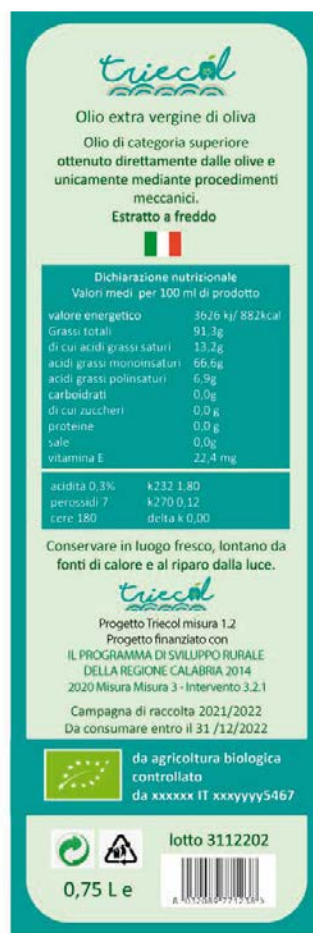 triecol
Olio extra vergine di oliva
Olio di categoria superiore
ottenuto direttamente dalle olive e
unicamente mediante procedimenti
meccanici.
Estratto a freddo
Dichiarazione nutrizionale
Valori medi per 100 ml di prodotto
valore energetico 3626 kj/ 882kcal
Grassi totali 91,3g
di cui acidi grassi saturi 13,2g
acidi grassi monoinsaturi 66,6g
acidi grassi polinsaturi 6,9g
carboidrati 0,0g
di cui zuccheri 0,0 g
proteine 0,0 g
sale 0,0g
vitamina E 22,4 mg
acidità 0,3% k232 1,80
perossidi 7 k270 0,12
cere 180 delta k 0,00
Conservare in luogo fresco, lontano da
fonti di calore e al riparo dalla luce.
triecol
Progetto Triecol misura 1.2
Progetto finanziato con
IL PROGRAMMA DI SVILUPPO RURALE
DELLA REGIONE CALABRIA 2014
2020 Misura Misura 3 - Intervento 3.2.1
Campagna di raccolta 2021/2022
Da consumare entro il 31 /12/2022
da agricoltura biologica
controllato
da xxxxxx IT xxxyyyy5467
lotto 3112202
0,75 L e